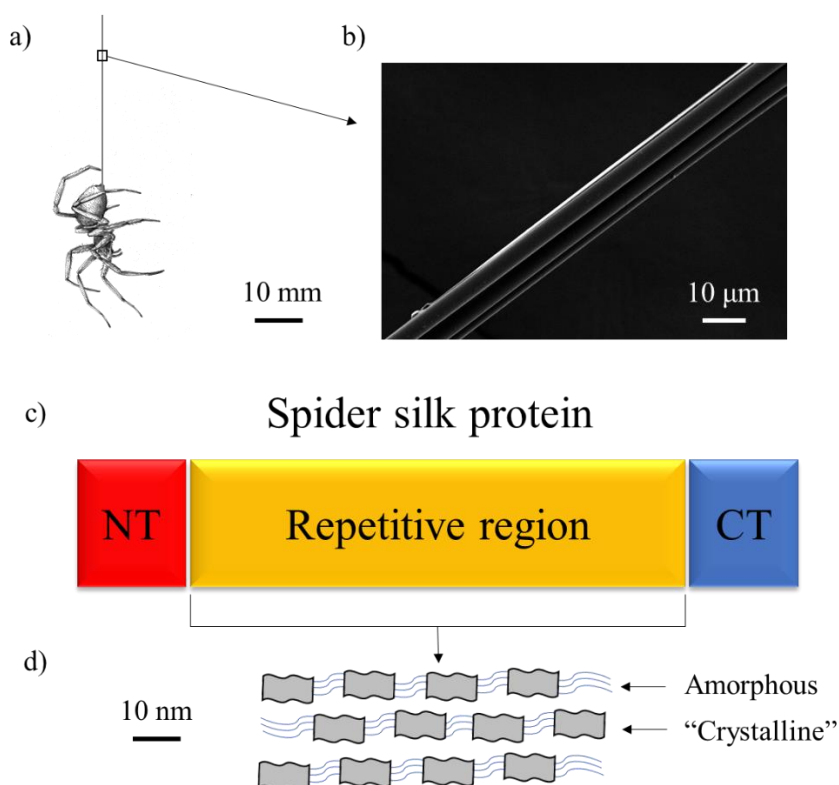 a)
b)
10 mm
10 μm
c)
Spider silk protein
NT
Repetitive region
CT
d)
10 nm
Amorphous
“Crystalline”